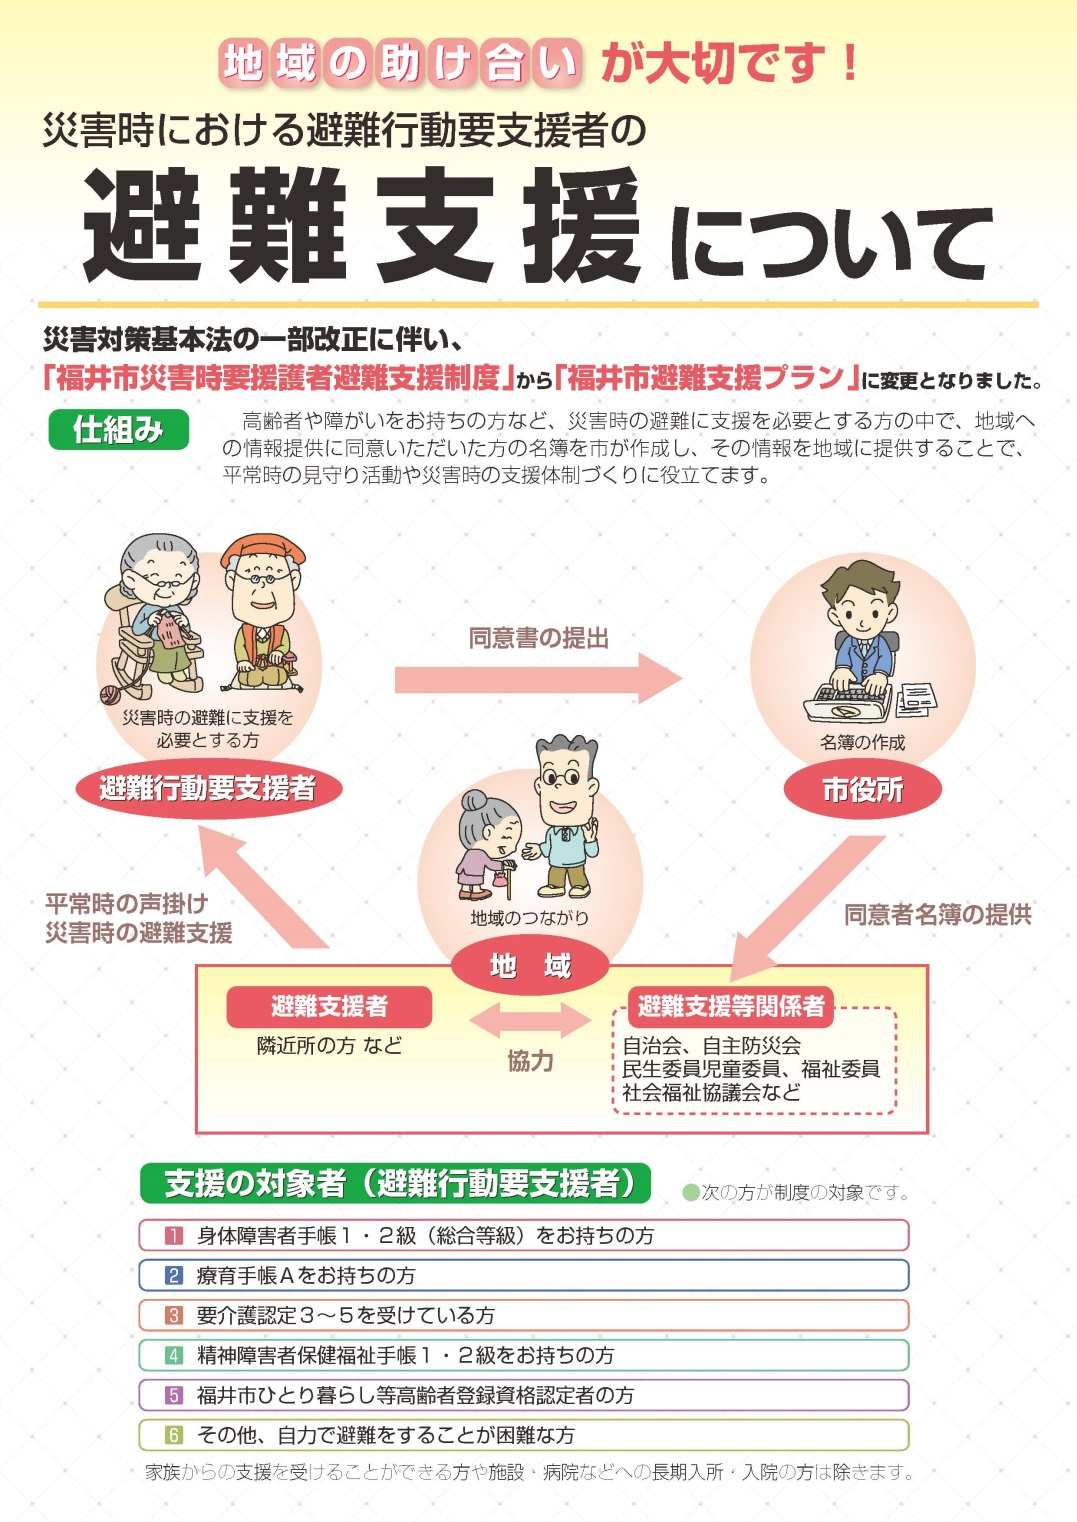 地域の助け合いが大切です！
災害時における避難行動要支援者の
避難支援について
災害対策基本法の一部改正に伴い、
「福井市災害時要援護者避難支援制度」から「福井市避難支援プラン」に変更となりました。
仕組み
高齢者や障がいをお持ちの方など、災害時の避難に支援を必要とする方の中で、地域へ
の情報提供に同意いただいた方の名簿を市が作成し、その情報を地域に提供することで、
平常時の見守り活動や災害時の支援体制づくりに役立てます。
同意書の提出
災害時の避難に支援を
必要とする方
避難行動要支援者
名簿の作成
市役所
平常時の声掛け
災害時の避難支援
地域のつながり
地　域
同意者名簿の提供
避難支援者
隣近所の方 など
協力
避難支援等関係者
自治会、自主防災会
民生委員児童委員、福祉委員
社会福祉協議会など
支援の対象者（避難行動要支援者）
●次の方が制度の対象です。
1 身体障害者手帳１・２級（総合等級）をお持ちの方
2 療育手帳Ａをお持ちの方
3 要介護認定３～５を受けている方
4 精神障害者保健福祉手帳１・２級をお持ちの方
5 福井市ひとり暮らし等高齢者登録資格認定者の方
6 その他、自力で避難をすることが困難な方
家族からの支援を受けることができる方や施設・病院などへの長期入所・入院の方は除きます。